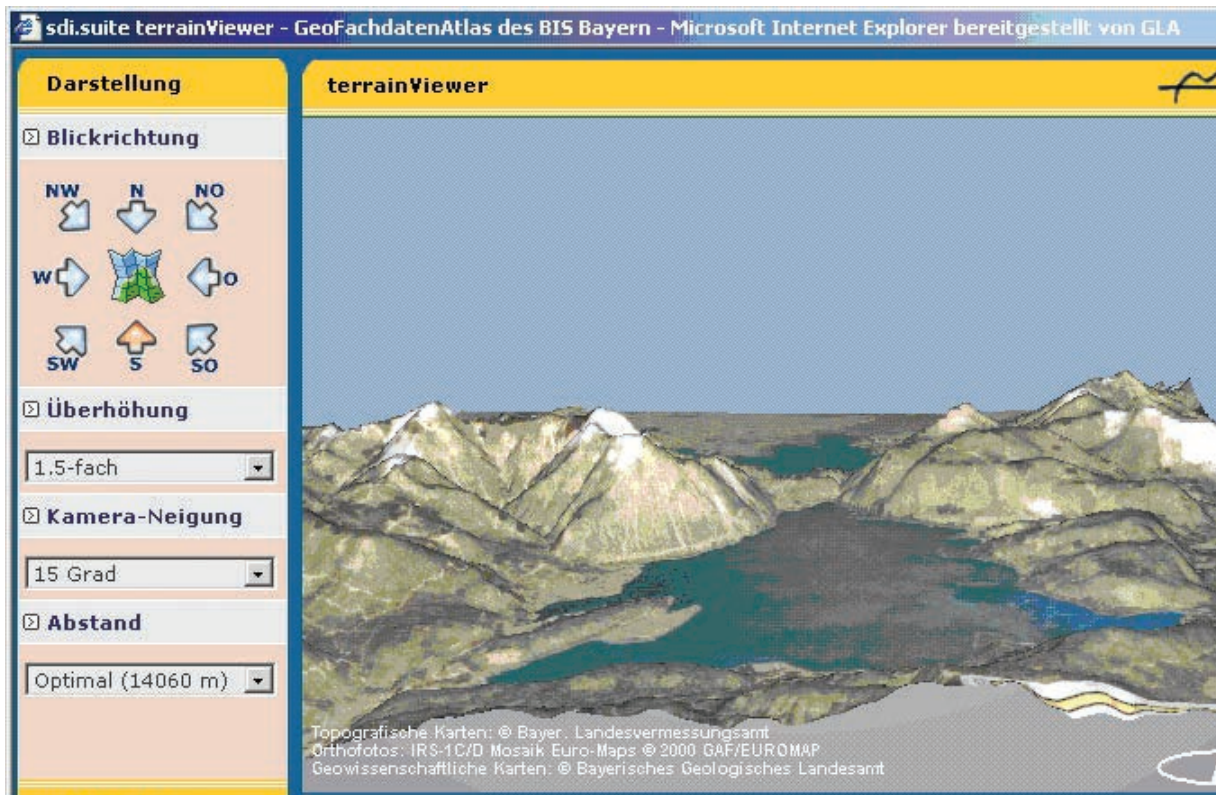 sdi.suite terrainViewer - GeoFachdatenAtlas des BIS Bayern - Microsoft Internet Explorer bereitgestellt von GLA
Darstellung
terrainViewer
Blickrichtung
NW N NO
W O
SW S SO
Überhöhung
1.5-fach
Kamera-Neigung
15 Grad
Abstand
Optimal (14060 m)
Topografische Karten: © Bayer. Landesvermessungsamt
Orthofotos: IRS-1C/D Mosaik Euro-Maps © 2000 GAF/EUROMAP
Geowissenschaftliche Karten: © Bayerisches Geologisches Landesamt